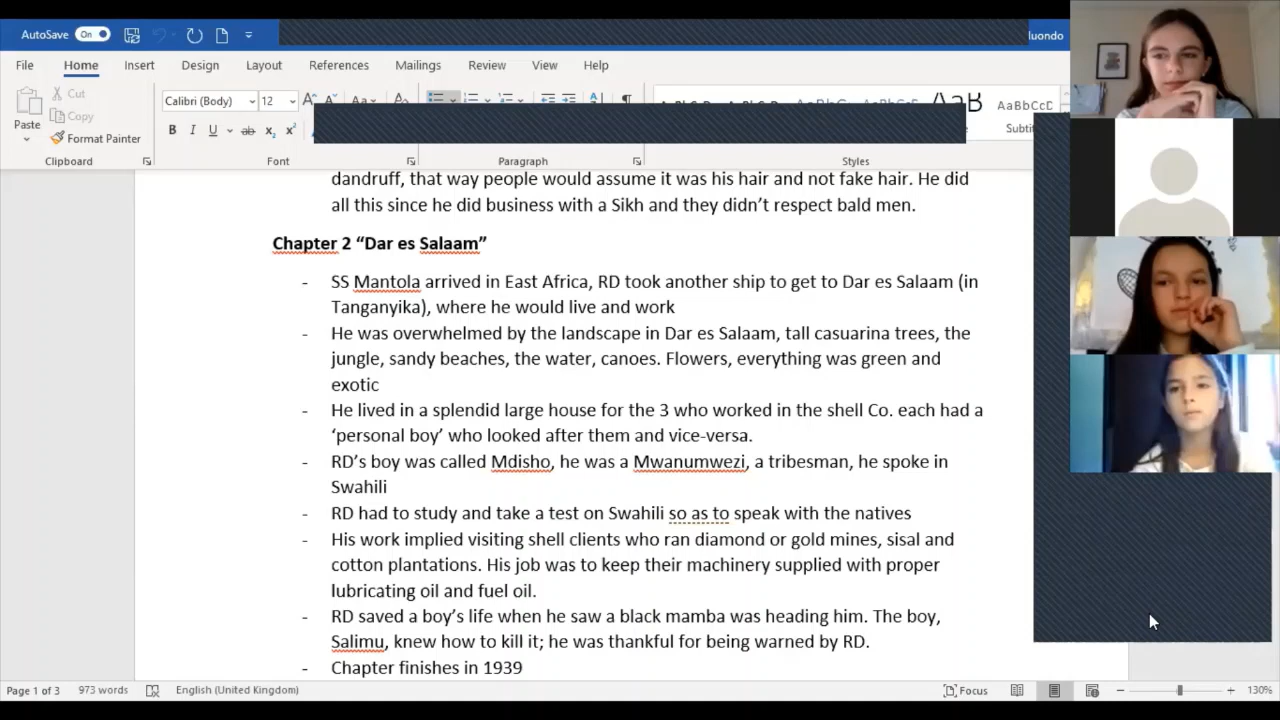 AutoSave On luondo
File Home Insert Design Layout References Mailings Review View Help
Cut
Calibri (Body) 12
Copy
Paste
Format Painter
B I U ab x2 x2
AaBbCcD
Clipboard Font Paragraph Styles
dandruff, that way people would assume it was his hair and not fake hair. He did
all this since he did business with a Sikh and they didn’t respect bald men.
Chapter 2 “Dar es Salaam”
- SS Mantola arrived in East Africa, RD took another ship to get to Dar es Salaam (in
Tanganyika), where he would live and work
- He was overwhelmed by the landscape in Dar es Salaam, tall casuarina trees, the
jungle, sandy beaches, the water, canoes. Flowers, everything was green and
exotic
- He lived in a splendid large house for the 3 who worked in the shell Co. each had a
‘personal boy’ who looked after them and vice-versa.
- RD’s boy was called Mdisho, he was a Mwanumwezi, a tribesman, he spoke in
Swahili
- RD had to study and take a test on Swahili so as to speak with the natives
- His work implied visiting shell clients who ran diamond or gold mines, sisal and
cotton plantations. His job was to keep their machinery supplied with proper
lubricating oil and fuel oil.
- RD saved a boy’s life when he saw a black mamba was heading him. The boy,
Salimu, knew how to kill it; he was thankful for being warned by RD.
- Chapter finishes in 1939
Page 1 of 3 973 words English (United Kingdom) Focus 130%